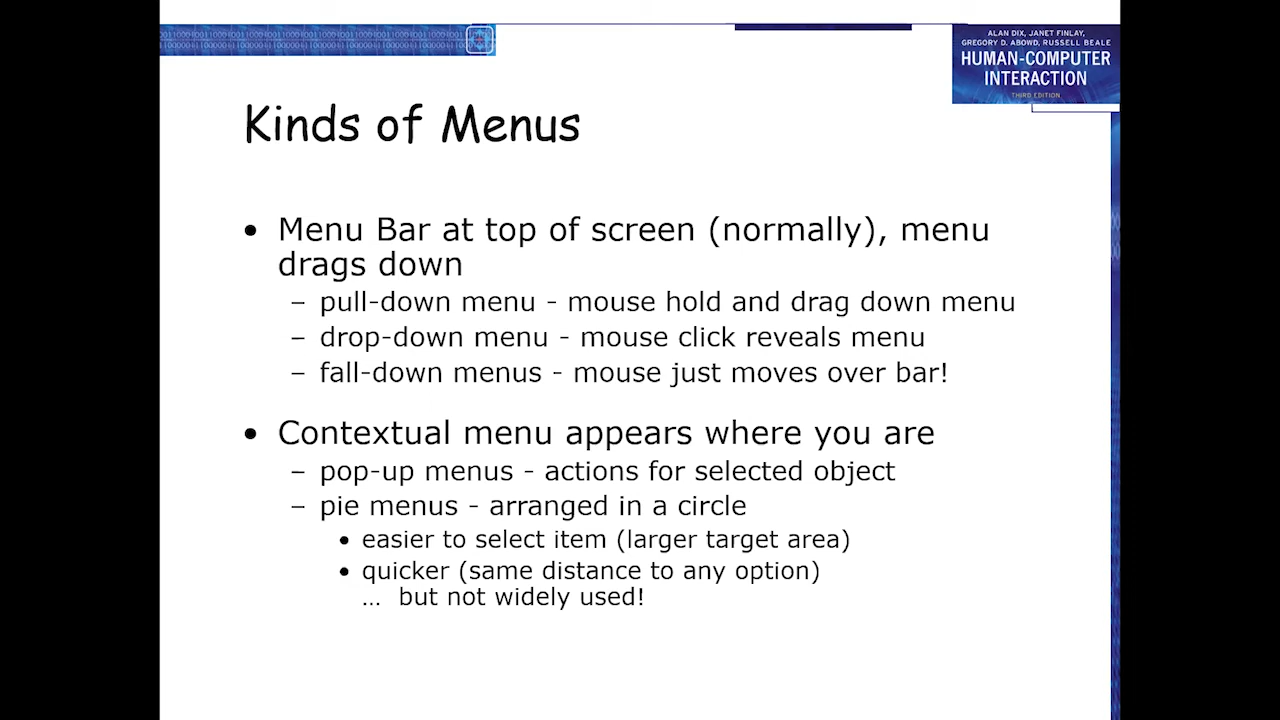 ALAN DIX, JANET FINLAY,
GREGORY D. ABOWD, RUSSELL BEALE
HUMAN-COMPUTER
INTERACTION
THIRD EDITION
Kinds of Menus
• Menu Bar at top of screen (normally), menu
drags down
– pull-down menu - mouse hold and drag down menu
– drop-down menu - mouse click reveals menu
– fall-down menus - mouse just moves over bar!
• Contextual menu appears where you are
– pop-up menus - actions for selected object
– pie menus - arranged in a circle
• easier to select item (larger target area)
• quicker (same distance to any option)
… but not widely used!